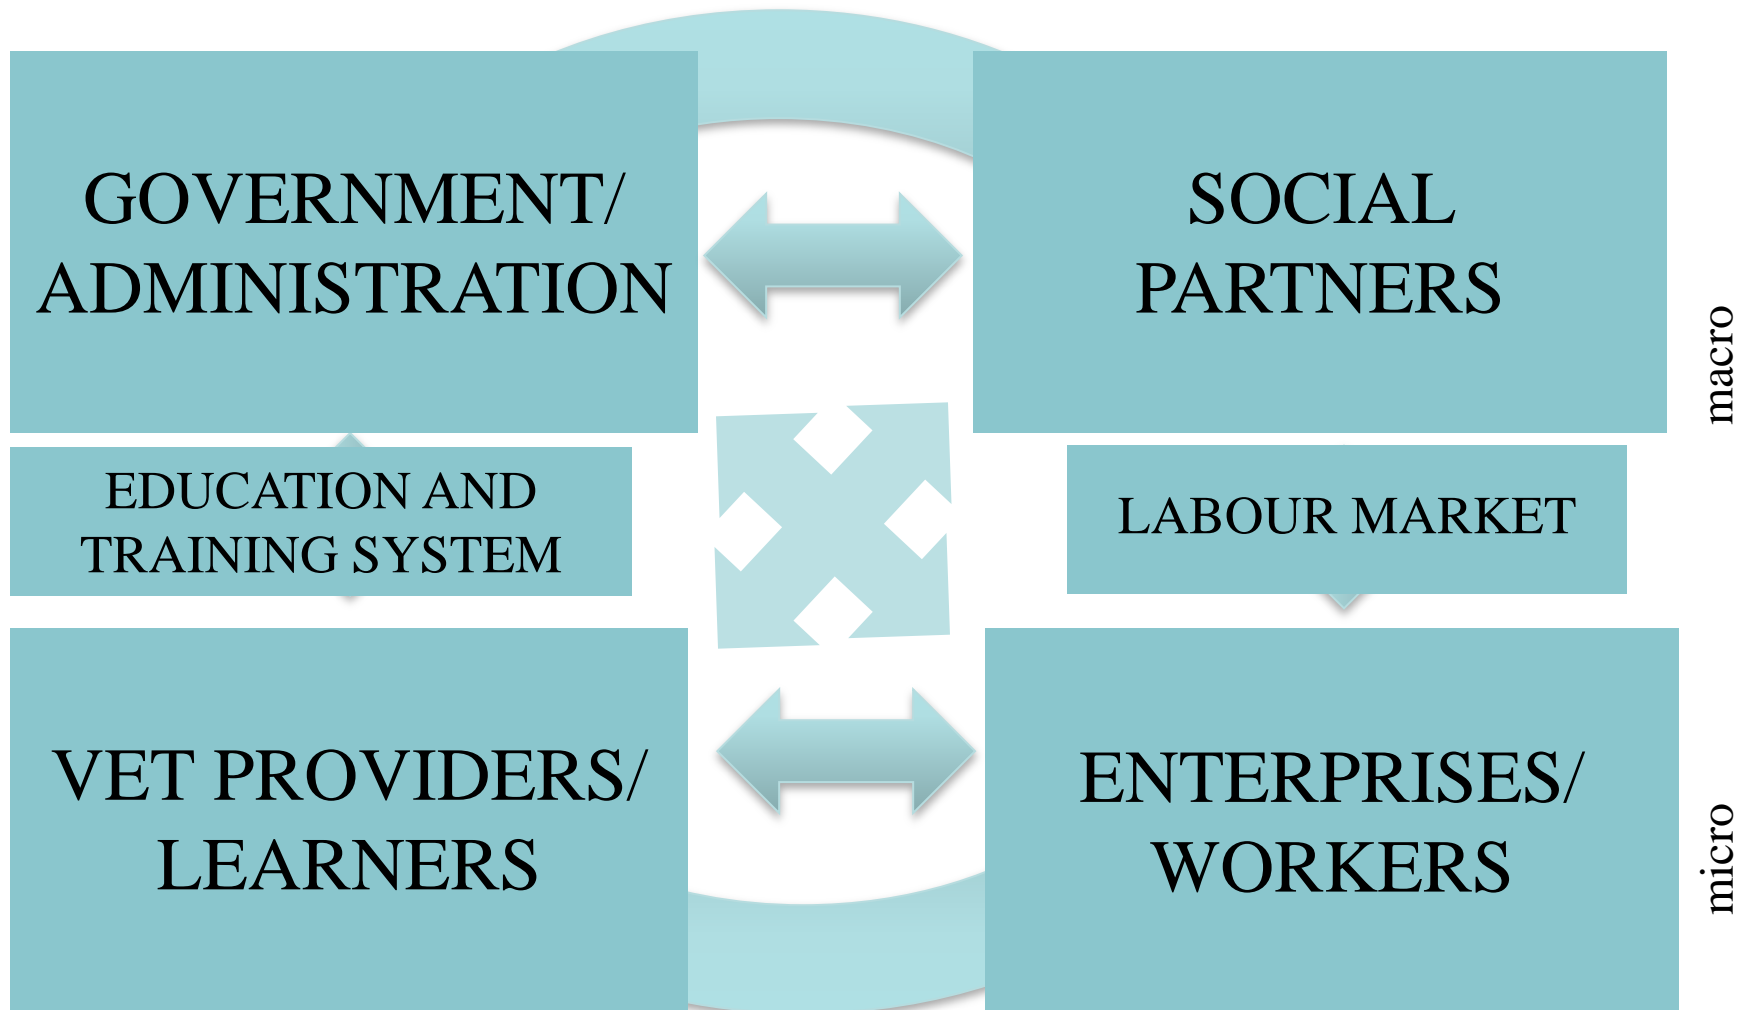 GOVERNMENT/
ADMINISTRATION
SOCIAL
PARTNERS
macro
EDUCATION AND
TRAINING SYSTEM
LABOUR MARKET
VET PROVIDERS/
LEARNERS
ENTERPRISES/
WORKERS
micro